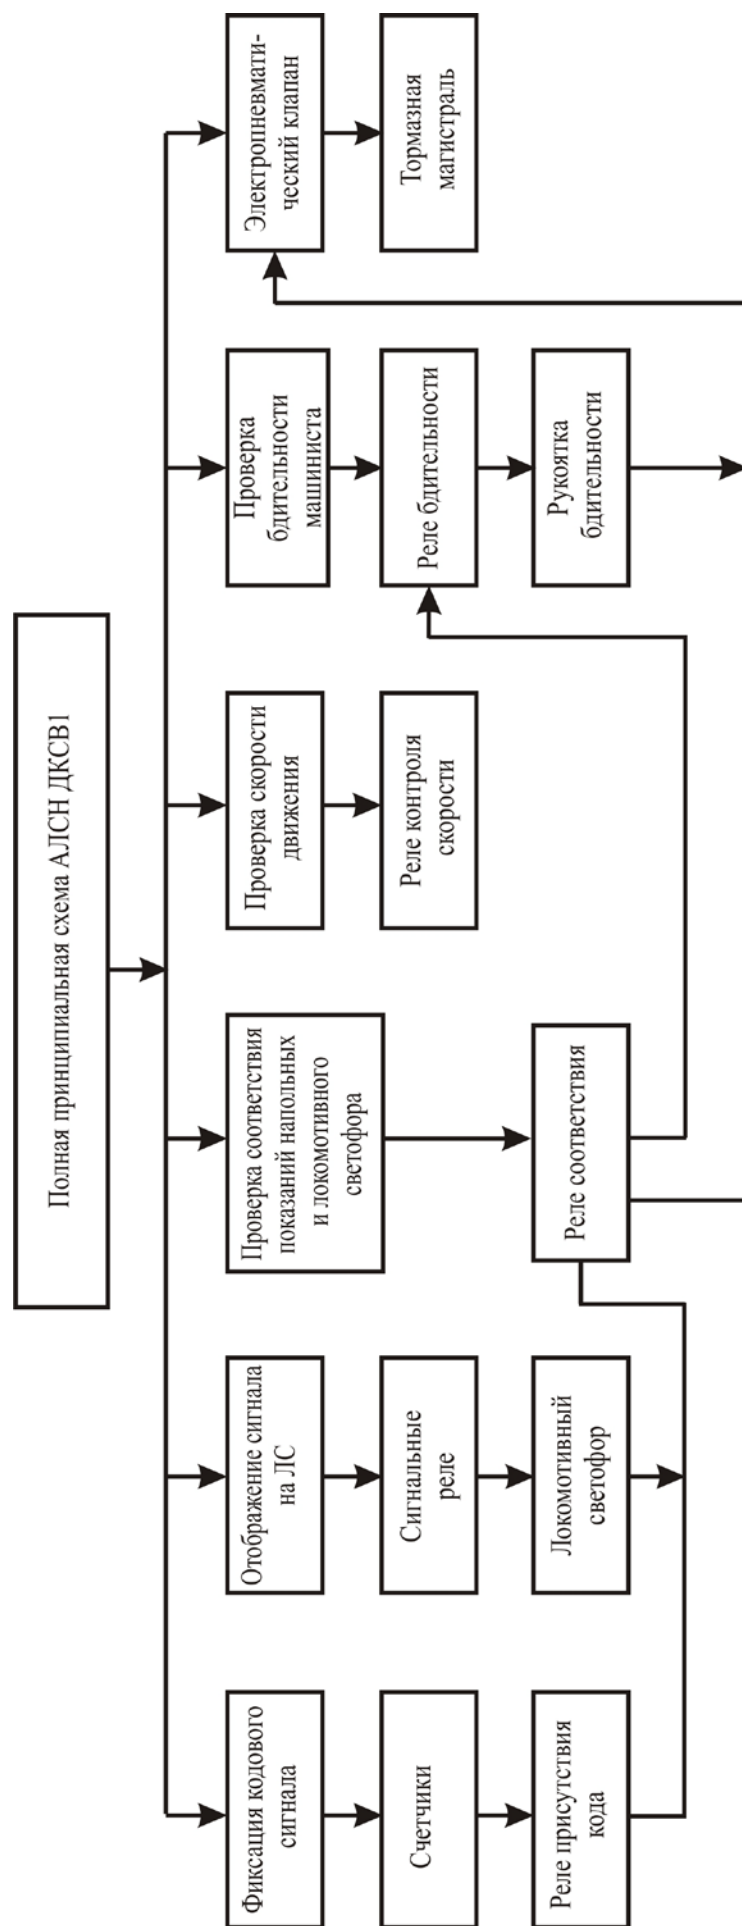 Полная принципиальная схема АЛСН ДКСВ1
Фиксация кодового
сигнала
Счетчики
Реле присутствия
кода
Отображение сигнала
на ЛС
Сигнальные
реле
Локомотивный
светофор
Проверка соответствия
показаний напольных
и локомотивного
светофора
Реле соответствия
Проверка скорости
движения
Реле контроля
скорости
Проверка
бдительности
машиниста
Реле бдительности
Рукоятка
бдительности
Электропневмати-
ческий клапан
Тормазная
магистраль